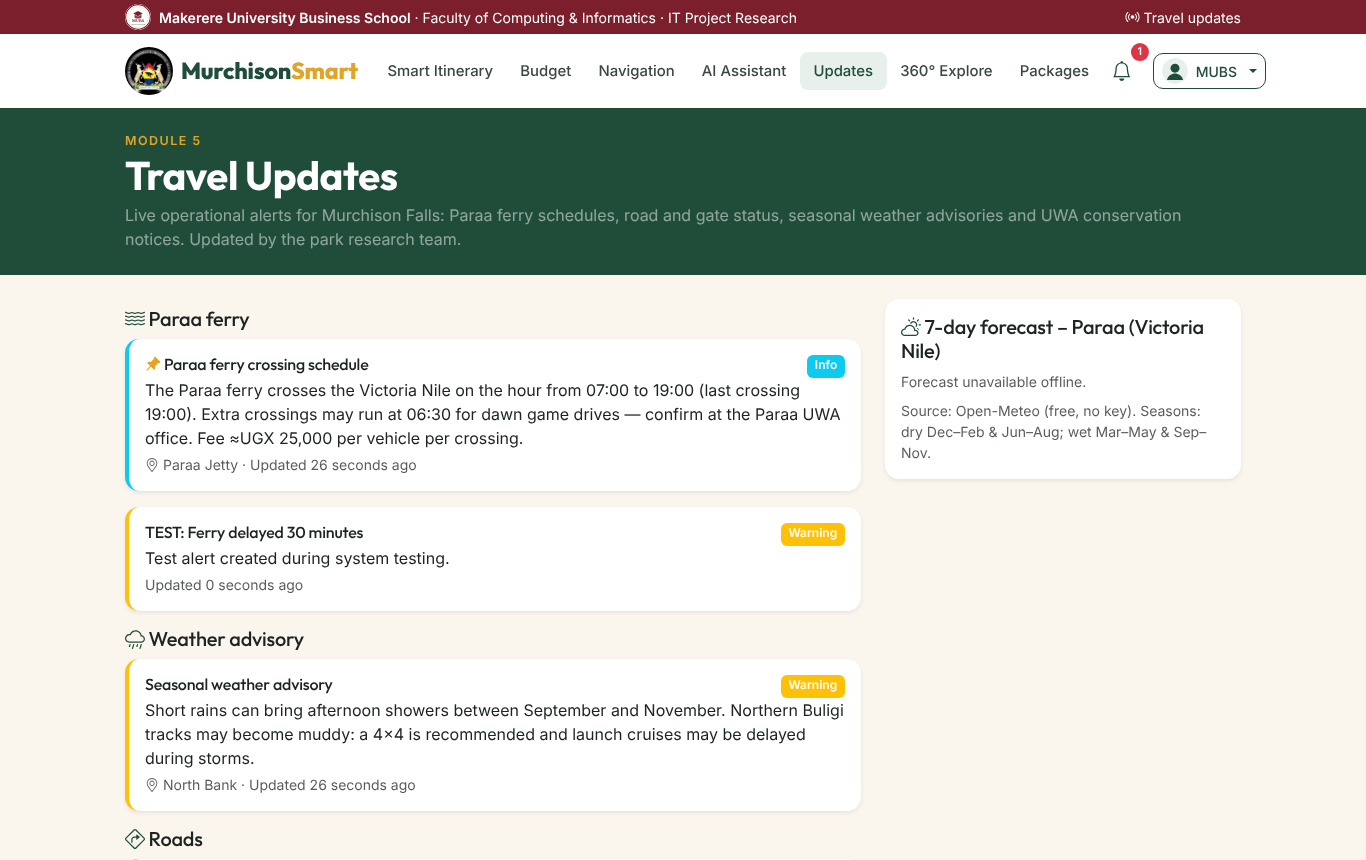 Makerere University Business School · Faculty of Computing & Informatics · IT Project Research
Travel updates
MurchisonSmart
Smart Itinerary
Budget
Navigation
AI Assistant
Updates
360° Explore
Packages
1
MUBS
MODULE 5
Travel Updates
Live operational alerts for Murchison Falls: Paraa ferry schedules, road and gate status, seasonal weather advisories and UWA conservation
notices. Updated by the park research team.
Paraa ferry
Paraa ferry crossing schedule
Info
The Paraa ferry crosses the Victoria Nile on the hour from 07:00 to 19:00 (last crossing
19:00). Extra crossings may run at 06:30 for dawn game drives — confirm at the Paraa UWA
office. Fee ≈UGX 25,000 per vehicle per crossing.
Paraa Jetty · Updated 26 seconds ago
TEST: Ferry delayed 30 minutes
Warning
Test alert created during system testing.
Updated 0 seconds ago
Weather advisory
Seasonal weather advisory
Warning
Short rains can bring afternoon showers between September and November. Northern Buligi
tracks may become muddy: a 4×4 is recommended and launch cruises may be delayed
during storms.
North Bank · Updated 26 seconds ago
Roads
7-day forecast – Paraa (Victoria
Nile)
Forecast unavailable offline.
Source: Open-Meteo (free, no key). Seasons:
dry Dec–Feb & Jun–Aug; wet Mar–May & Sep–
Nov.